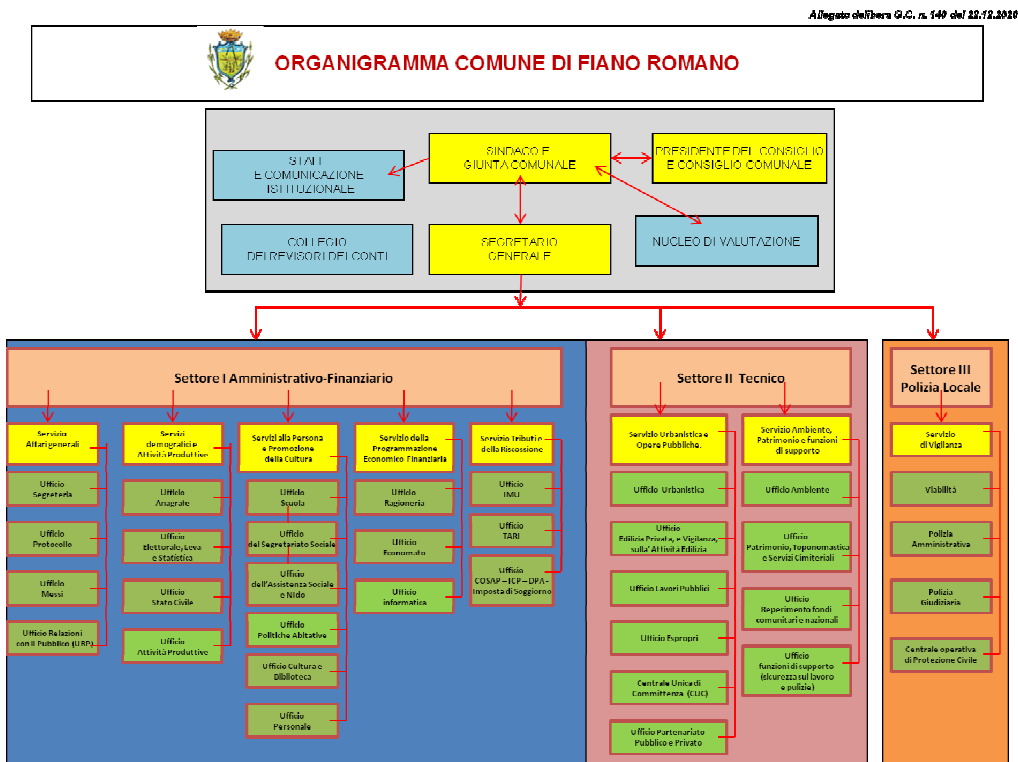 Allegato delibera G.C. n. 140 del 22.12.2020
ORGANIGRAMMA COMUNE DI FIANO ROMANO
SINDACO E
GIUNTA COMUNALE
PRESIDENTE DEL CONSIGLIO
E CONSIGLIO COMUNALE
STAFF
E COMUNICAZIONE
ISTITUZIONALE
COLLEGIO
DEI REVISORI DEI CONTI
SEGRETARIO
GENERALE
NUCLEO DI VALUTAZIONE
Settore I Amministrativo-Finanziario
Servizio
Affari generali
Ufficio
Segreteria
Ufficio
Protocollo
Ufficio
Messi
Ufficio Relazioni
con il Pubblico (URP)
Servizi
demografici e
Attività Produttive
Ufficio
Anagrafe
Ufficio
Elettorale, Leva
e Statistica
Ufficio
Stato Civile
Ufficio
Attività Produttive
Servizi alla Persona
e Promozione
della Cultura
Ufficio
Scuola
Ufficio
del Segretariato Sociale
Ufficio
dell'Assistenza Sociale
e Nido
Ufficio
Politiche Abitative
Ufficio Cultura e
Biblioteca
Ufficio
Personale
Servizio della
Programmazione
Economico Finanziaria
Ufficio
Ragioneria
Ufficio
Economato
Ufficio
informatica
Servizio Tributi e
della Riscossione
Ufficio
IMU
Ufficio
TARI
Ufficio
COSAP – ICP – DPA -
Imposta di Soggiorno
Settore II Tecnico
Servizio Urbanistica e
Opere Pubbliche.
Ufficio Urbanistica
Ufficio
Edilizia Privata, e Vigilanza,
sulla' Attività Edilizia
Ufficio Lavori Pubblici
Ufficio Espropri
Centrale Unica di
Committenza (CUC)
Ufficio Partenariato
Pubblico e Privato
Servizio Ambiente,
Patrimonio e funzioni
di supporto
Ufficio Ambiente
Ufficio
Patrimonio, Toponomastica
e Servizi Cimiteriali
Ufficio
Reperimento fondi
comunitari e nazionali
Ufficio
funzioni di supporto
(sicurezza sul lavoro
e pulizie)
Settore III
Polizia Locale
Servizio
di Vigilanza
Viabilità
Polizia
Amministrativa
Polizia
Giudiziaria
Centrale operativa
di Protezione Civile